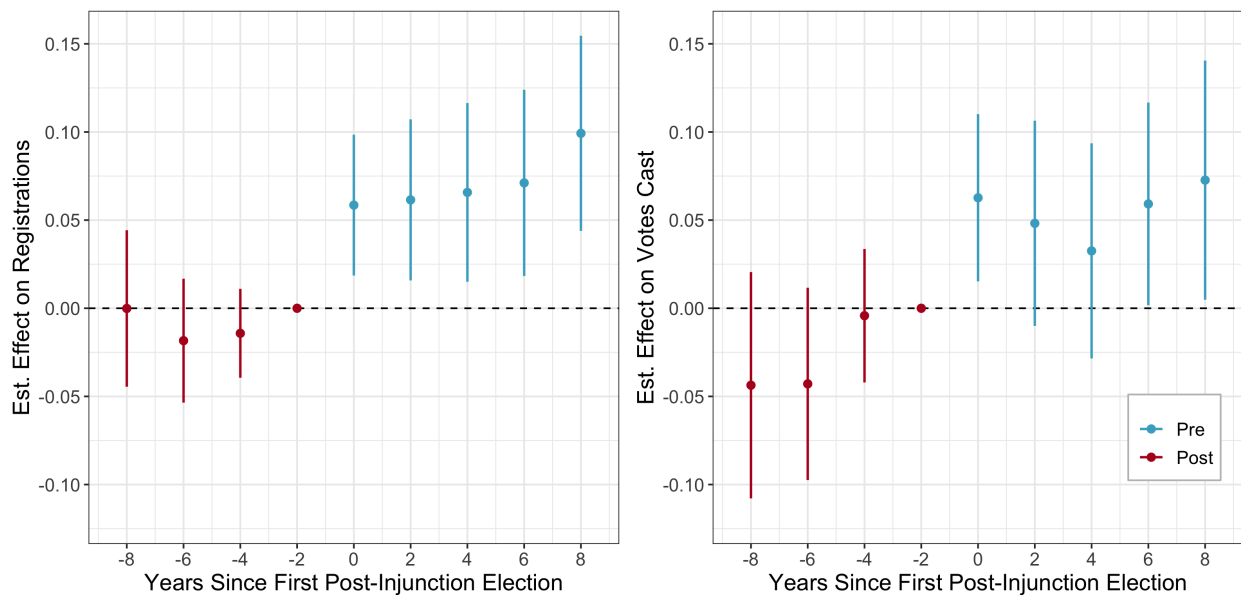 Est. Effect on Registrations
0.15
0.10
0.05
0.00
-0.05
-0.10
-8 -6 -4 -2 0 2 4 6 8
Years Since First Post-Injunction Election
Est. Effect on Votes Cast
0.15
0.10
0.05
0.00
-0.05
-0.10
Pre
Post
-8 -6 -4 -2 0 2 4 6 8
Years Since First Post-Injunction Election